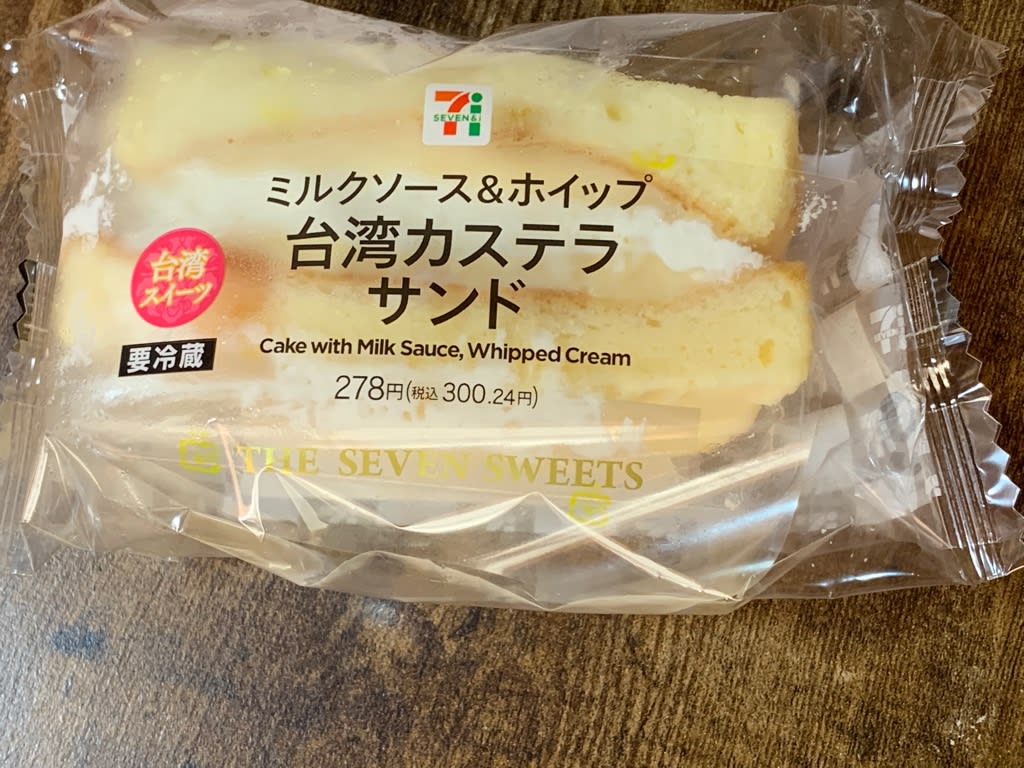 SEVEN&i
ミルクソース&ホイップ
台湾カステラ
サンド
台湾
スイーツ
要冷蔵
Cake with Milk Sauce, Whipped Cream
278円(税込 300.24円)
THE SEVEN SWEETS